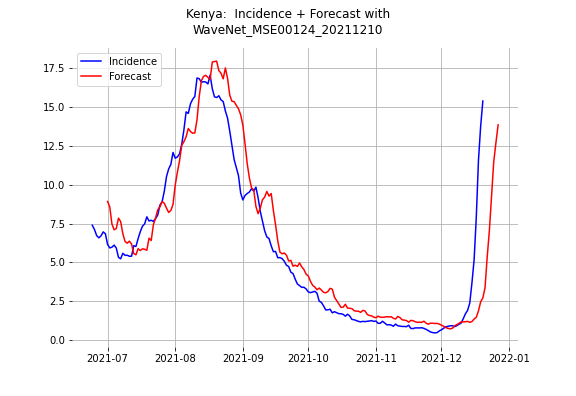 Kenya:  Incidence + Forecast with
WaveNet_MSE00124_20211210
Incidence
Forecast
17.5
15.0
12.5
10.0
7.5
5.0
2.5
0.0
2021-07 2021-08 2021-09 2021-10 2021-11 2021-12 2022-01